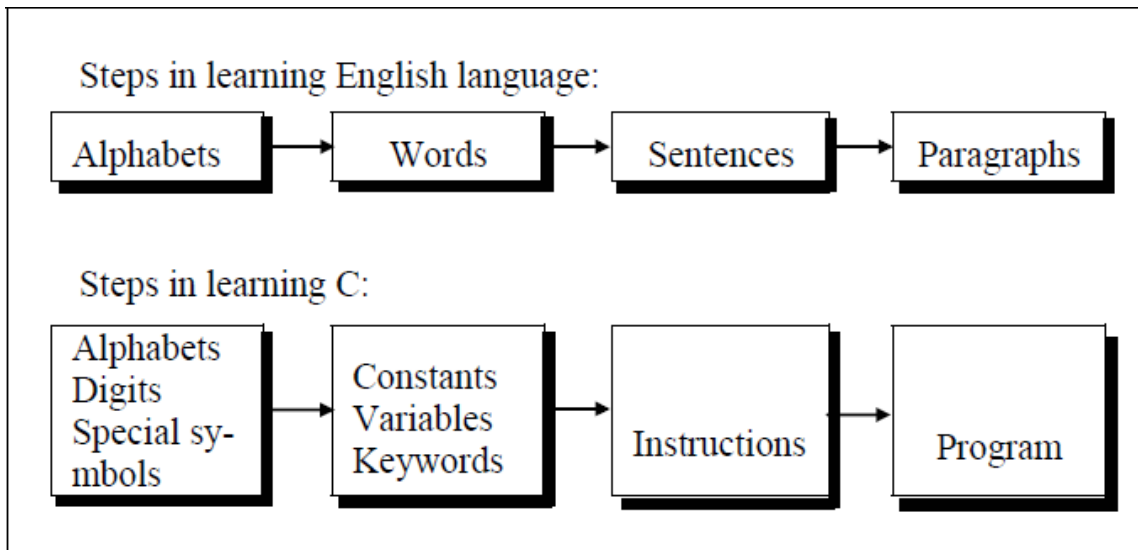 Steps in learning English language:
Alphabets
Words
Sentences
Paragraphs
Steps in learning C:
Alphabets
Digits
Special sy-
mbols
Constants
Variables
Keywords
Instructions
Program